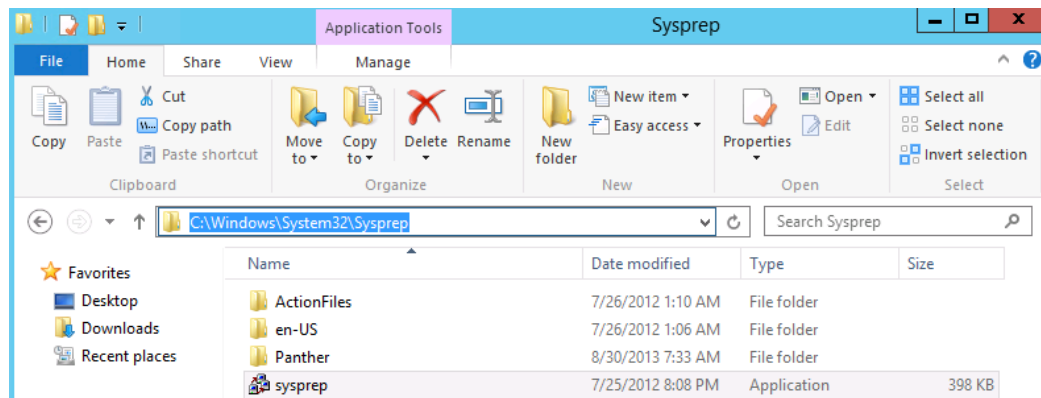 Application Tools Sysprep
File Home Share View Manage
Copy Paste Cut Copy path Paste shortcut
Move to Copy to Delete Rename
New folder New item Easy access
Properties Open Edit
Select all Select none Invert selection
Clipboard Organize New Open Select
C:\Windows\System32\Sysprep Search Sysprep
Favorites
Desktop
Downloads
Recent places
Name Date modified Type Size
ActionFiles 7/26/2012 1:10 AM File folder
en-US 7/26/2012 1:06 AM File folder
Panther 8/30/2013 7:33 AM File folder
sysprep 7/25/2012 8:08 PM Application 398 KB